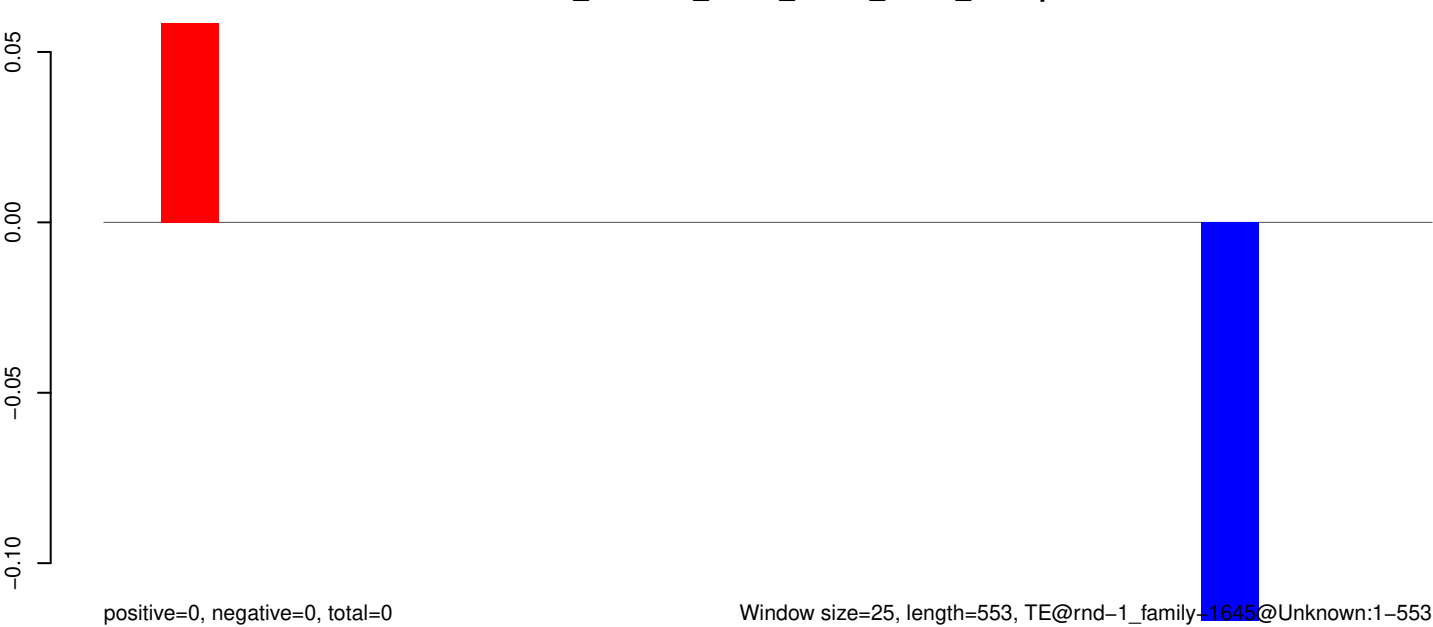 0.05
0.00
−0.05
−0.10
positive=0, negative=0, total=0
Window size=25, length=553, TE@rnd−1_family−1645@Unknown:1−553